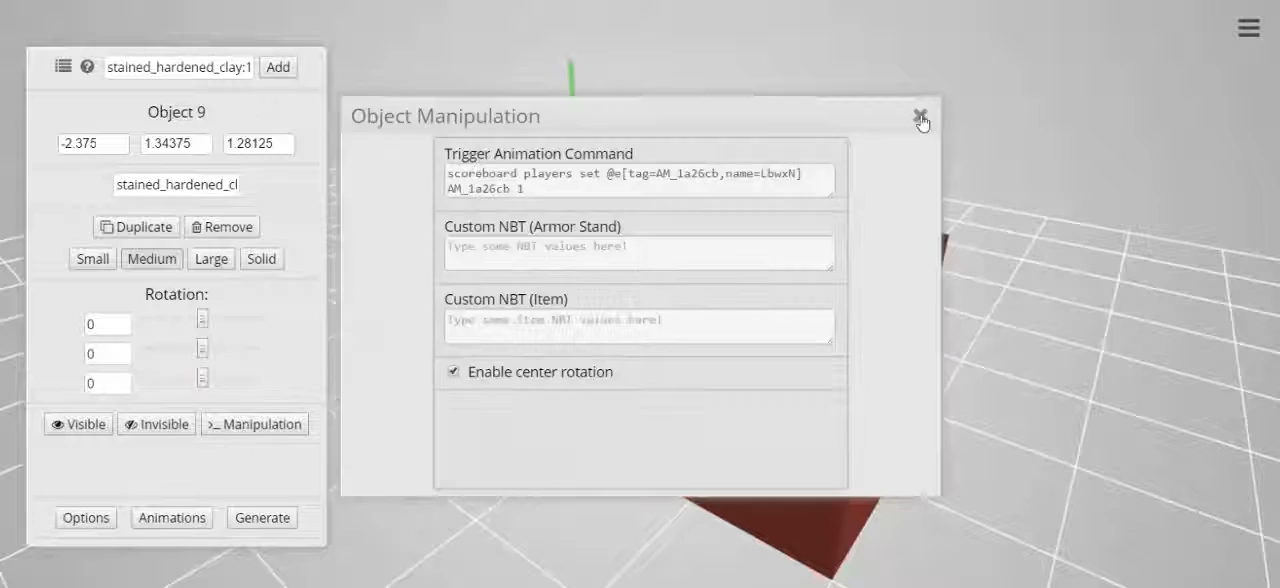 stained_hardened_clay:1
Add
Object 9
-2.375
1.34375
1.28125
stained_hardened_cl
Duplicate
Remove
Small
Medium
Large
Solid
Rotation:
0
0
0
Visible
Invisible
>_ Manipulation
Options
Animations
Generate
Object Manipulation
Trigger Animation Command
scoreboard players set @e[tag=AM_1a26cb,name=LbwxN]
AM_1a26cb 1
Custom NBT (Armor Stand)
Type some NBT values here!
Custom NBT (Item)
Type some item NBT values here!
Enable center rotation